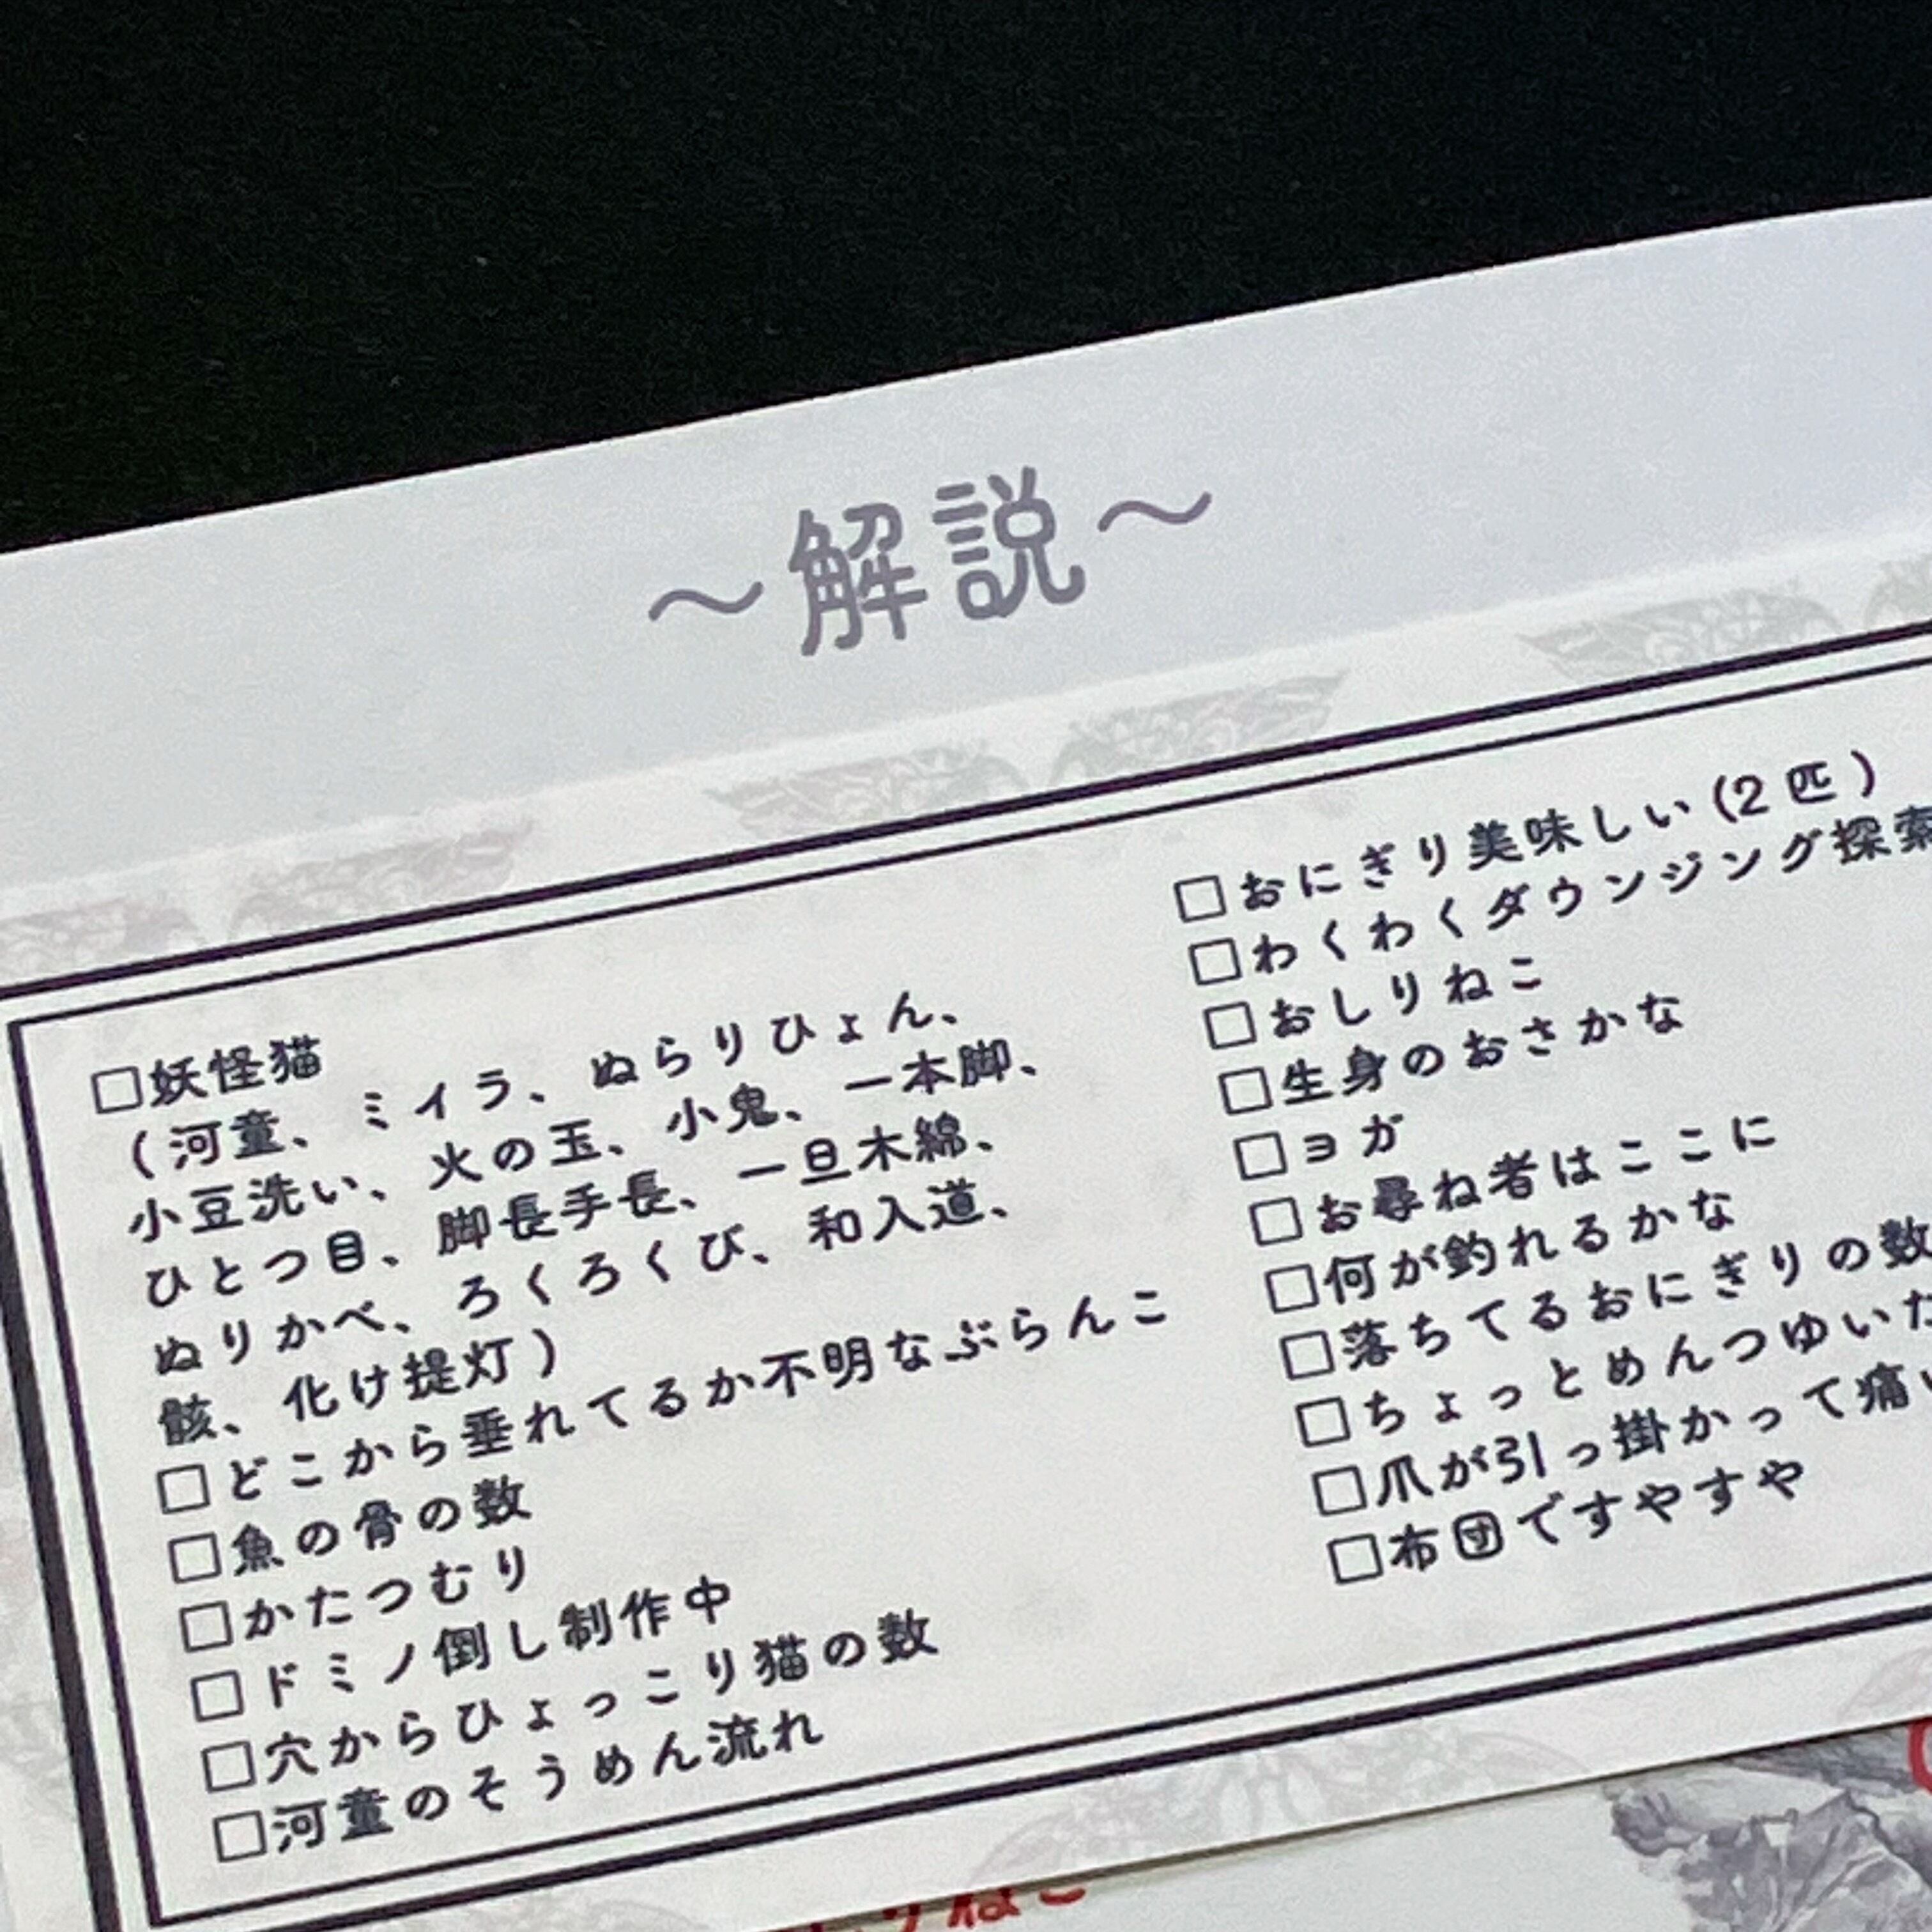 ～解説～
□妖怪猫
（河童、ミイラ、ぬらりひょん、
小豆洗い、火の玉、小鬼、一本脚、
ひとつ目、脚長手長、一旦木綿、
ぬりかべ、ろくろくび、和入道、
骸、化け提灯）
□どこから垂れてるか不明なぶらんこ
□魚の骨の数
□かたつむり
□ドミノ倒し制作中
□穴からひょっこり猫の数
□河童のそうめん流れ
□おにぎり美味しい(2匹)
□わくわくダウンジング探索
□おしりねこ
□生身のおさかな
□ヨガ
□お尋ね者はここに
□何が釣れるかな
□落ちてるおにぎりの数
□ちょっとめんつゆいた
□爪が引っ掛かって痛い
□布団ですやすや
ねこ